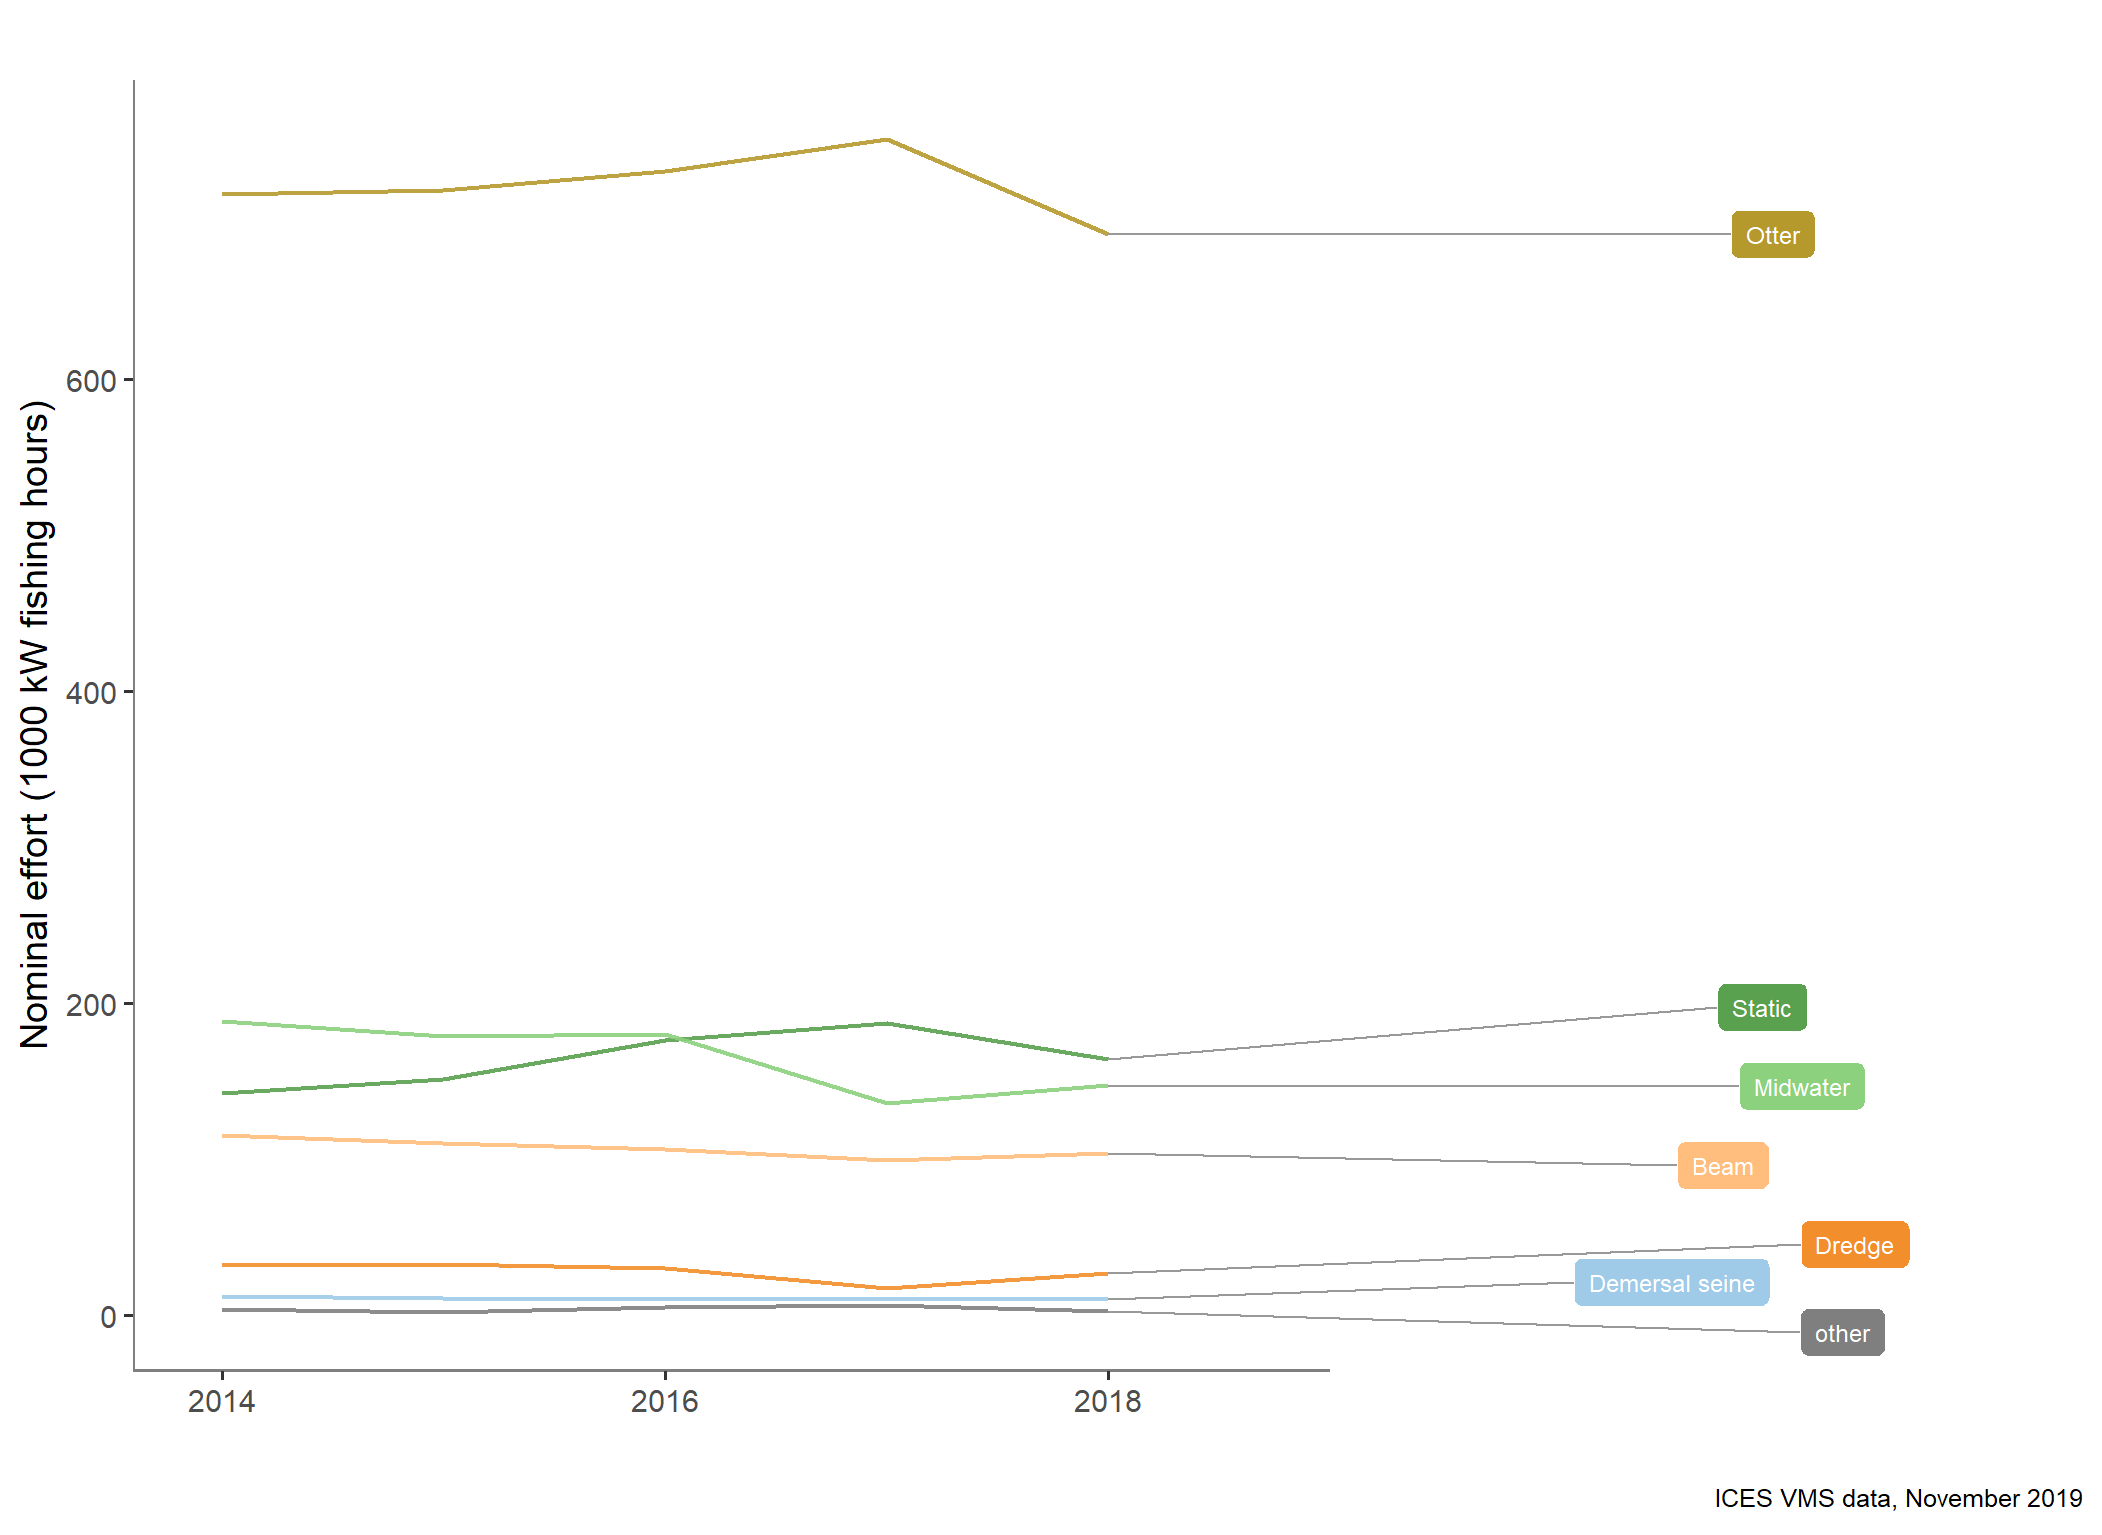 Nominal effort (1000 kW fishing hours)
600
400
200
0
2014
2016
2018
Otter
Static
Midwater
Beam
Dredge
Demersal seine
other
ICES VMS data, November 2019